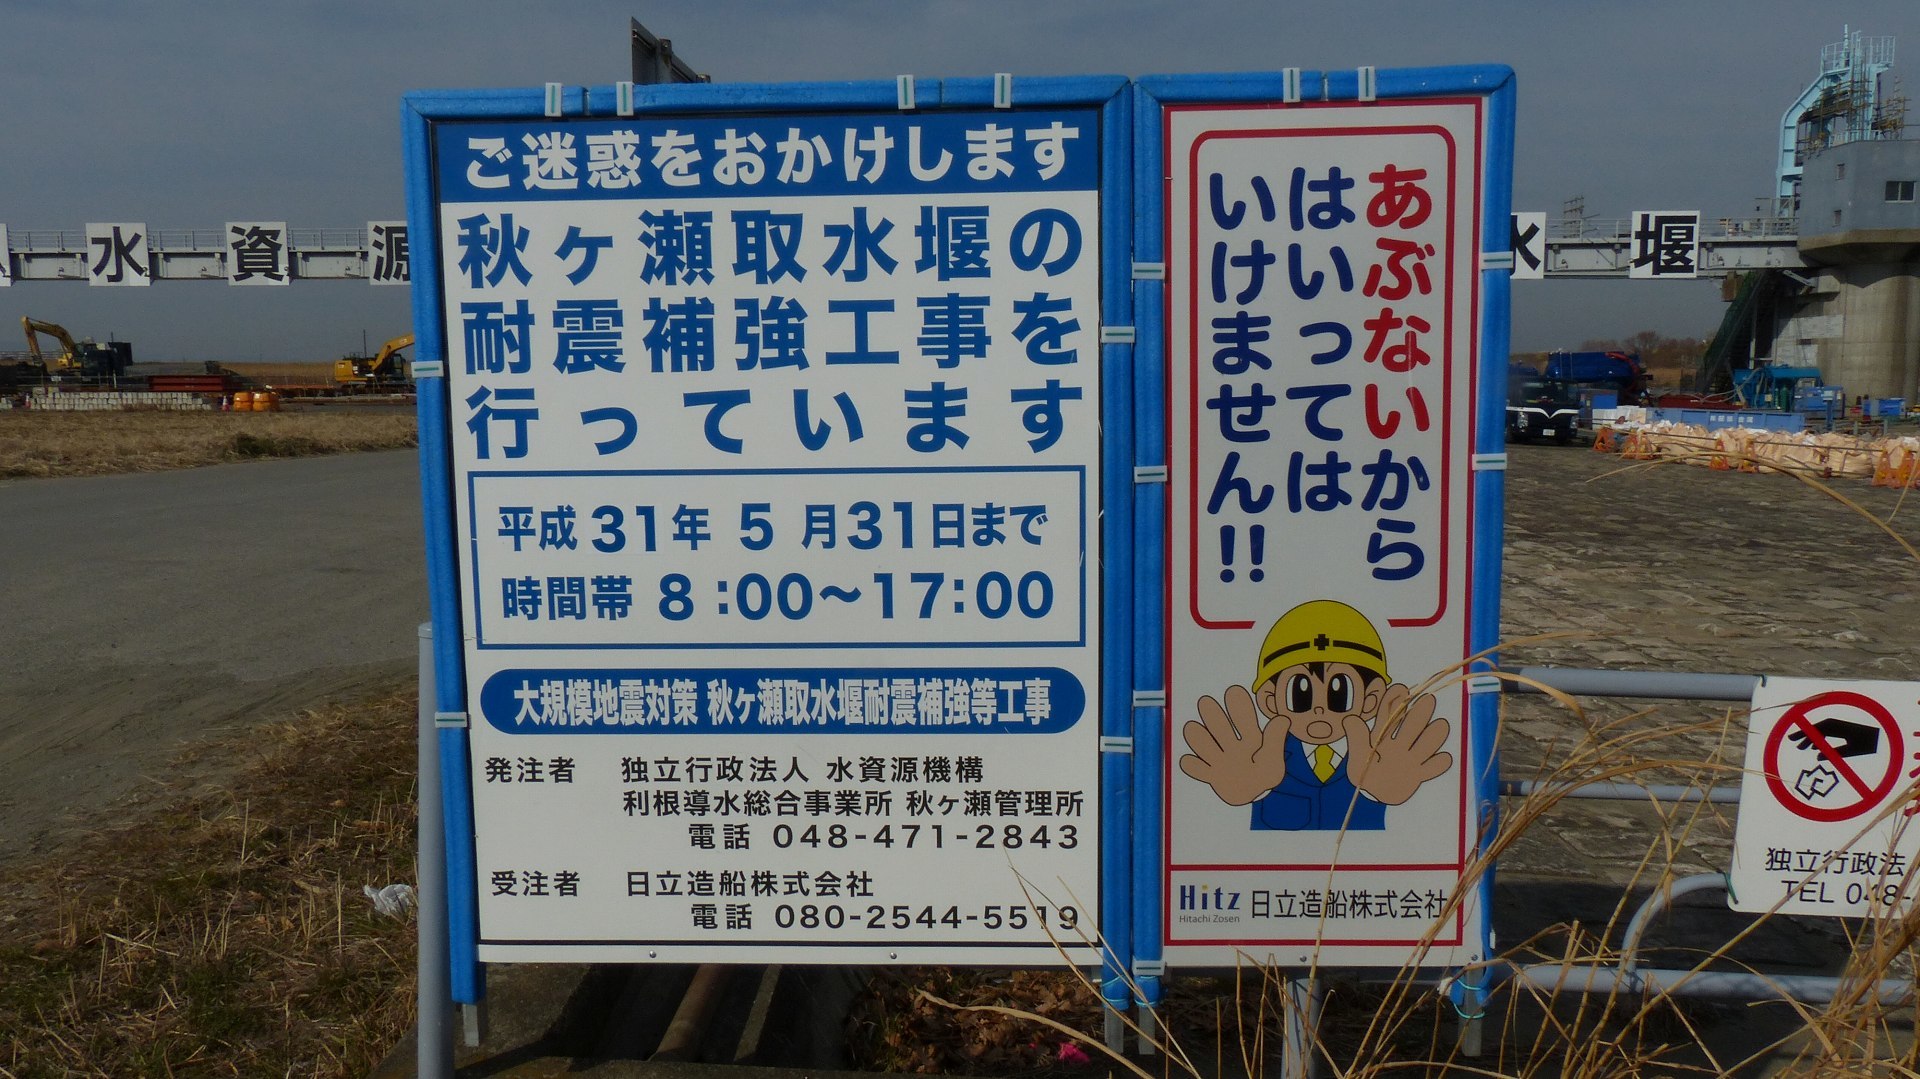 ご迷惑をおかけします
秋ヶ瀬取水堰の
耐震補強工事を
行っています
平成 31年 5 月31日まで
時間帯 8:00～17:00
大規模地震対策 秋ヶ瀬取水堰耐震補強等工事
発注者 独立行政法人 水資源機構
利根導水総合事業所 秋ヶ瀬管理所
電話 048-471-2843
受注者 日立造船株式会社
電話 080-2544-5519
あぶないから
はいっては
いけません!!
Hitz 日立造船株式会社
Hitachi Zosen
水資源
水堰
独立行政法
TEL 048-